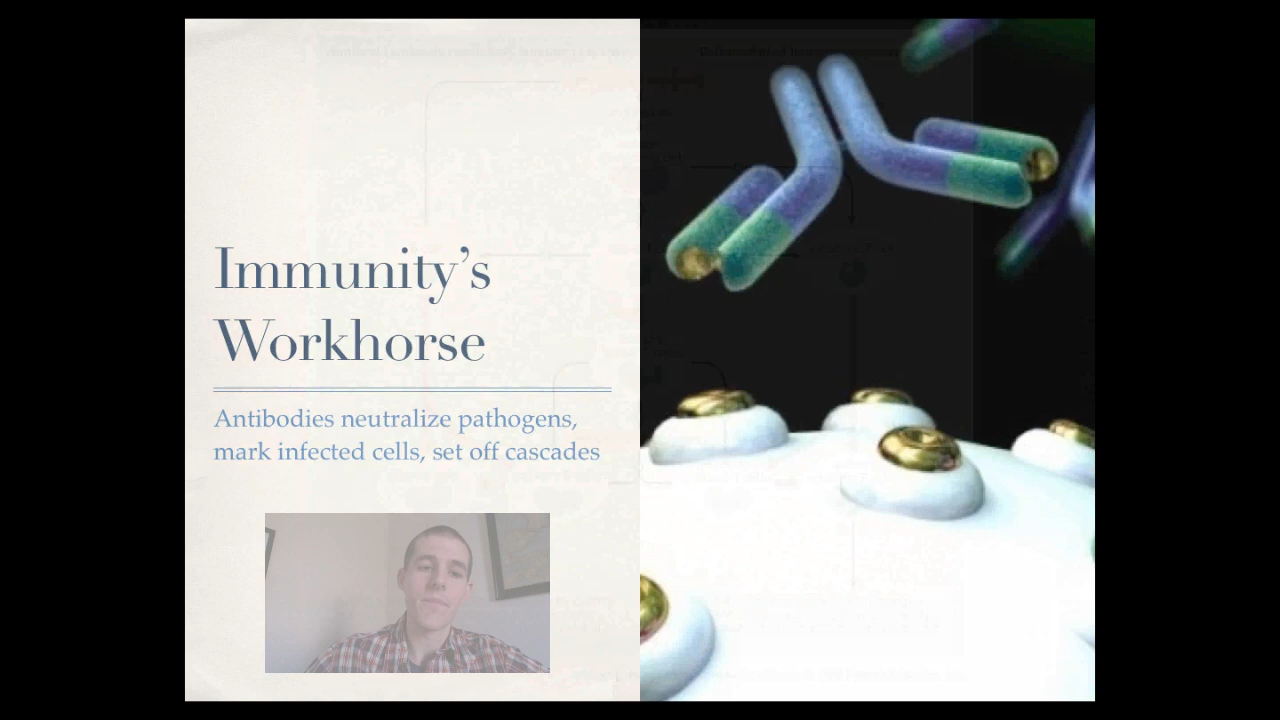 Immunity’s
Workhorse
Antibodies neutralize pathogens,
mark infected cells, set off cascades